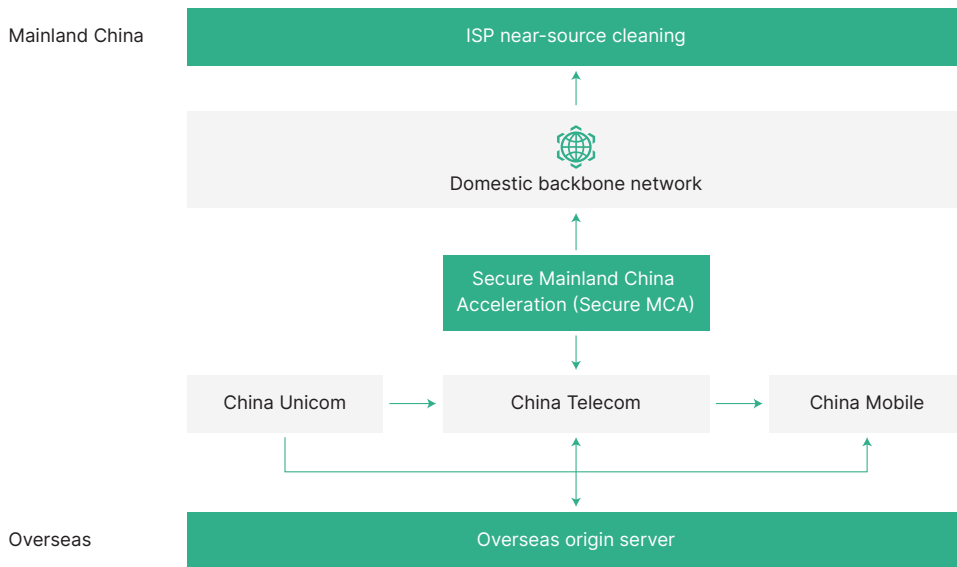 Mainland China
ISP near-source cleaning
Domestic backbone network
Secure Mainland China
Acceleration (Secure MCA)
China Unicom
China Telecom
China Mobile
Overseas
Overseas origin server